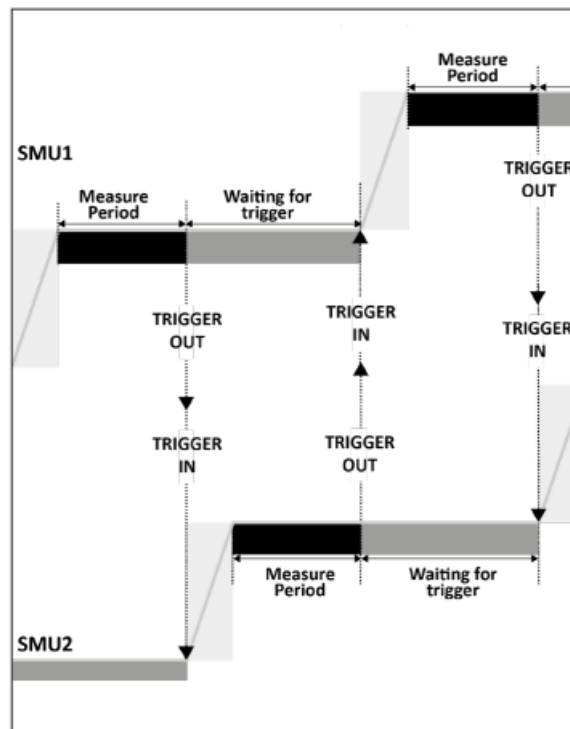 Measure
Period
SMU1
TRIGGER
OUT
Measure
Period
Waiting for
trigger
TRIGGER
OUT
TRIGGER
IN
TRIGGER
IN
TRIGGER
IN
TRIGGER
OUT
Measure
Period
Waiting for
trigger
SMU2